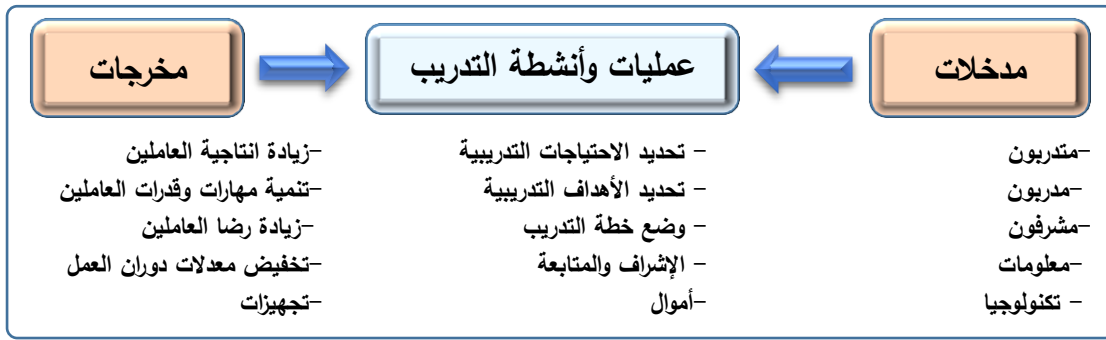 مدخلات
عمليات وأنشطة التدريب
مخرجات
-متدربون
-مدربون
-مشرفون
-معلومات
- تكنولوجيا
- تحديد الاحتياجات التدريبية
- تحديد الأهداف التدريبية
- وضع خطة التدريب
- الإشراف والمتابعة
-أموال
-زيادة انتاجية العاملين
-تنمية مهارات وقدرات العاملين
-زيادة رضا العاملين
-تخفيض معدلات دوران العمل
-تجهيزات